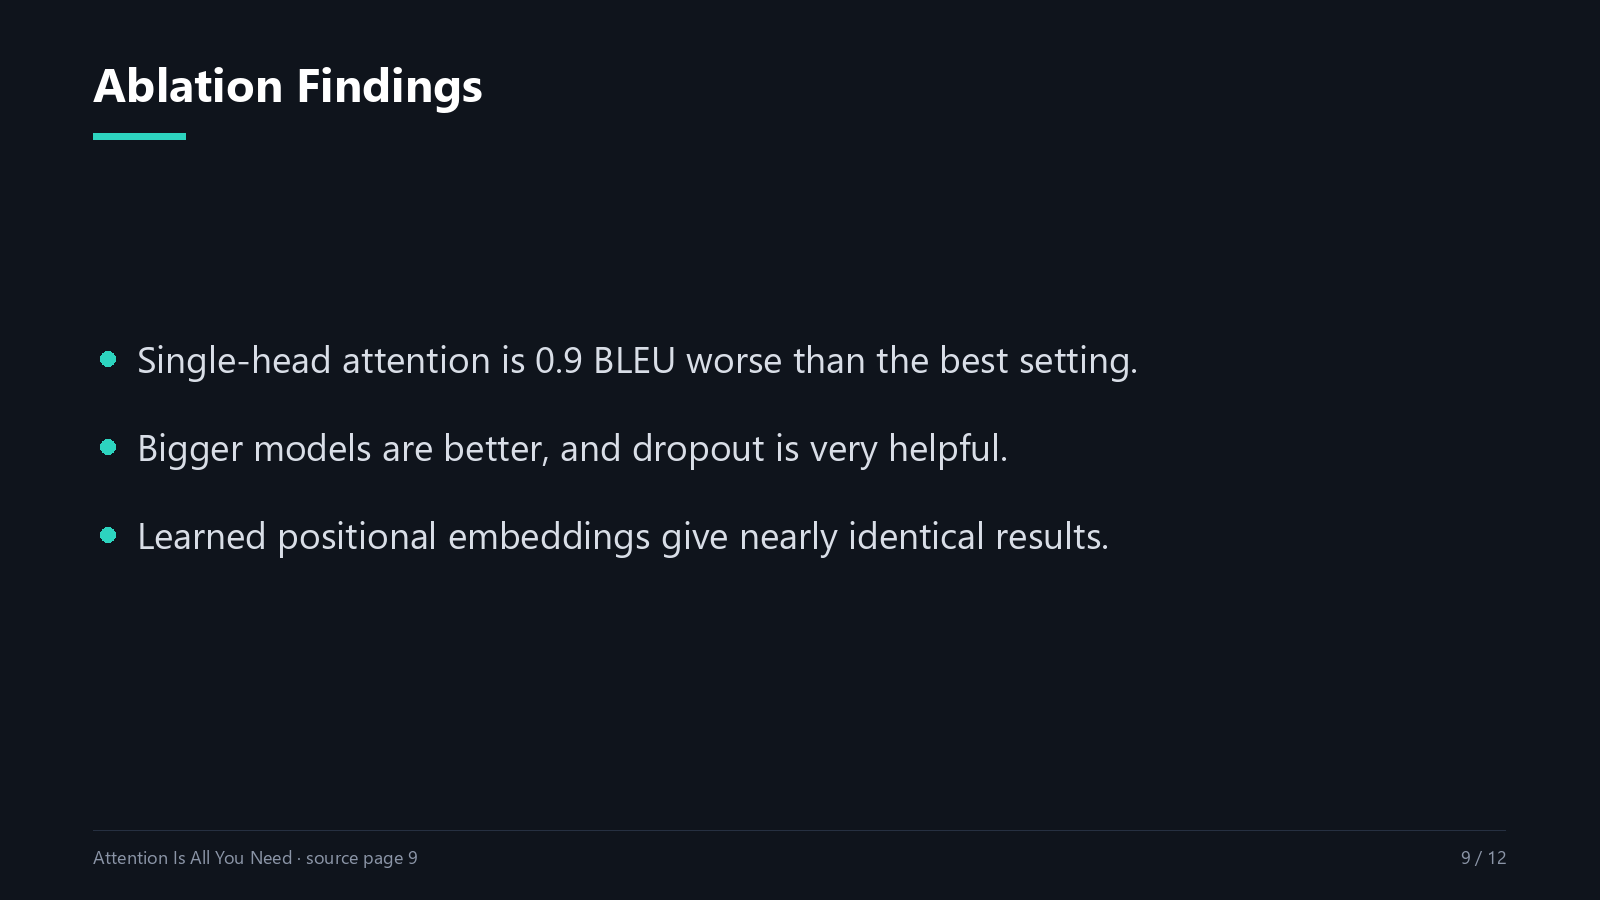 Ablation Findings
Single-head attention is 0.9 BLEU worse than the best setting.
Bigger models are better, and dropout is very helpful.
Learned positional embeddings give nearly identical results.
Attention Is All You Need · source page 9
9 / 12